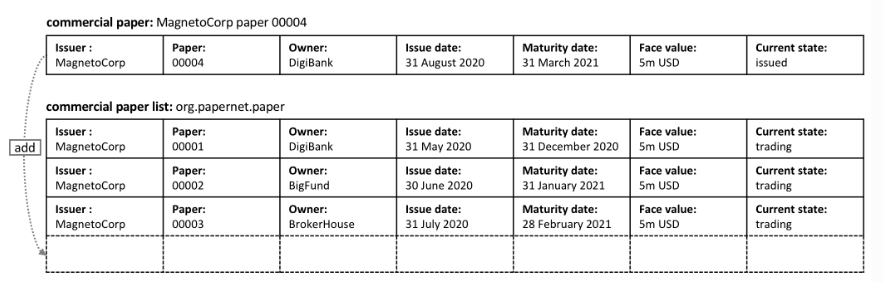 commercial paper: MagnetoCorp paper 00004
Issuer : Paper: Owner: Issue date: Maturity date: Face value: Current state:
MagnetoCorp 00004 DigiBank 31 August 2020 31 March 2021 5m USD issued
commercial paper list: org.papernet.paper
Issuer : Paper: Owner: Issue date: Maturity date: Face value: Current state:
MagnetoCorp 00001 DigiBank 31 May 2020 31 December 2020 5m USD trading
add
Issuer : Paper: Owner: Issue date: Maturity date: Face value: Current state:
MagnetoCorp 00002 BigFund 30 June 2020 31 January 2021 5m USD trading
Issuer : Paper: Owner: Issue date: Maturity date: Face value: Current state:
MagnetoCorp 00003 BrokerHouse 31 July 2020 28 February 2021 5m USD trading